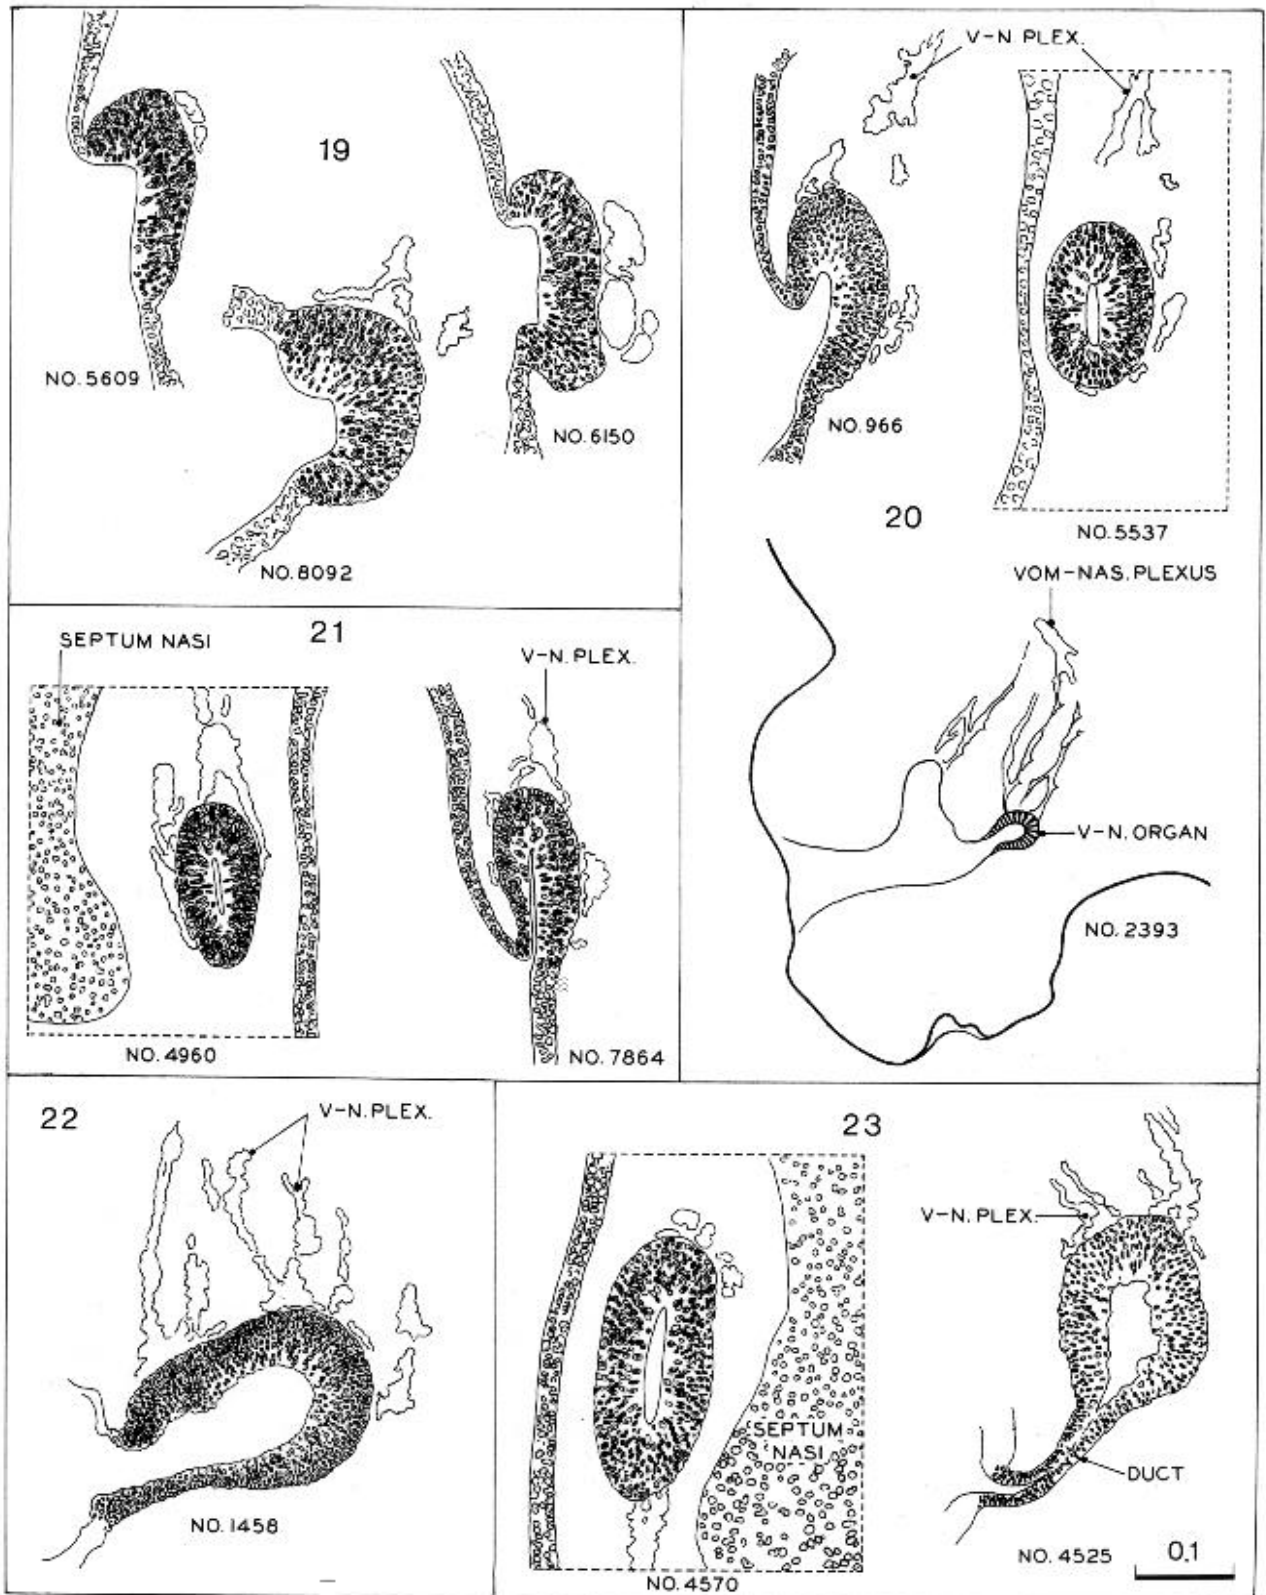 19
NO. 5609
NO. 8092
NO. 6150
V-N. PLEX.
NO. 966
NO. 5537
20
VOM-NAS. PLEXUS
V-N. ORGAN
NO. 2393
21
SEPTUM NASI
V-N. PLEX.
NO. 4960
NO. 7864
22
V-N. PLEX.
NO. 1458
23
V-N. PLEX.
SEPTUM
NASI
DUCT
NO. 4570
NO. 4525
0.1